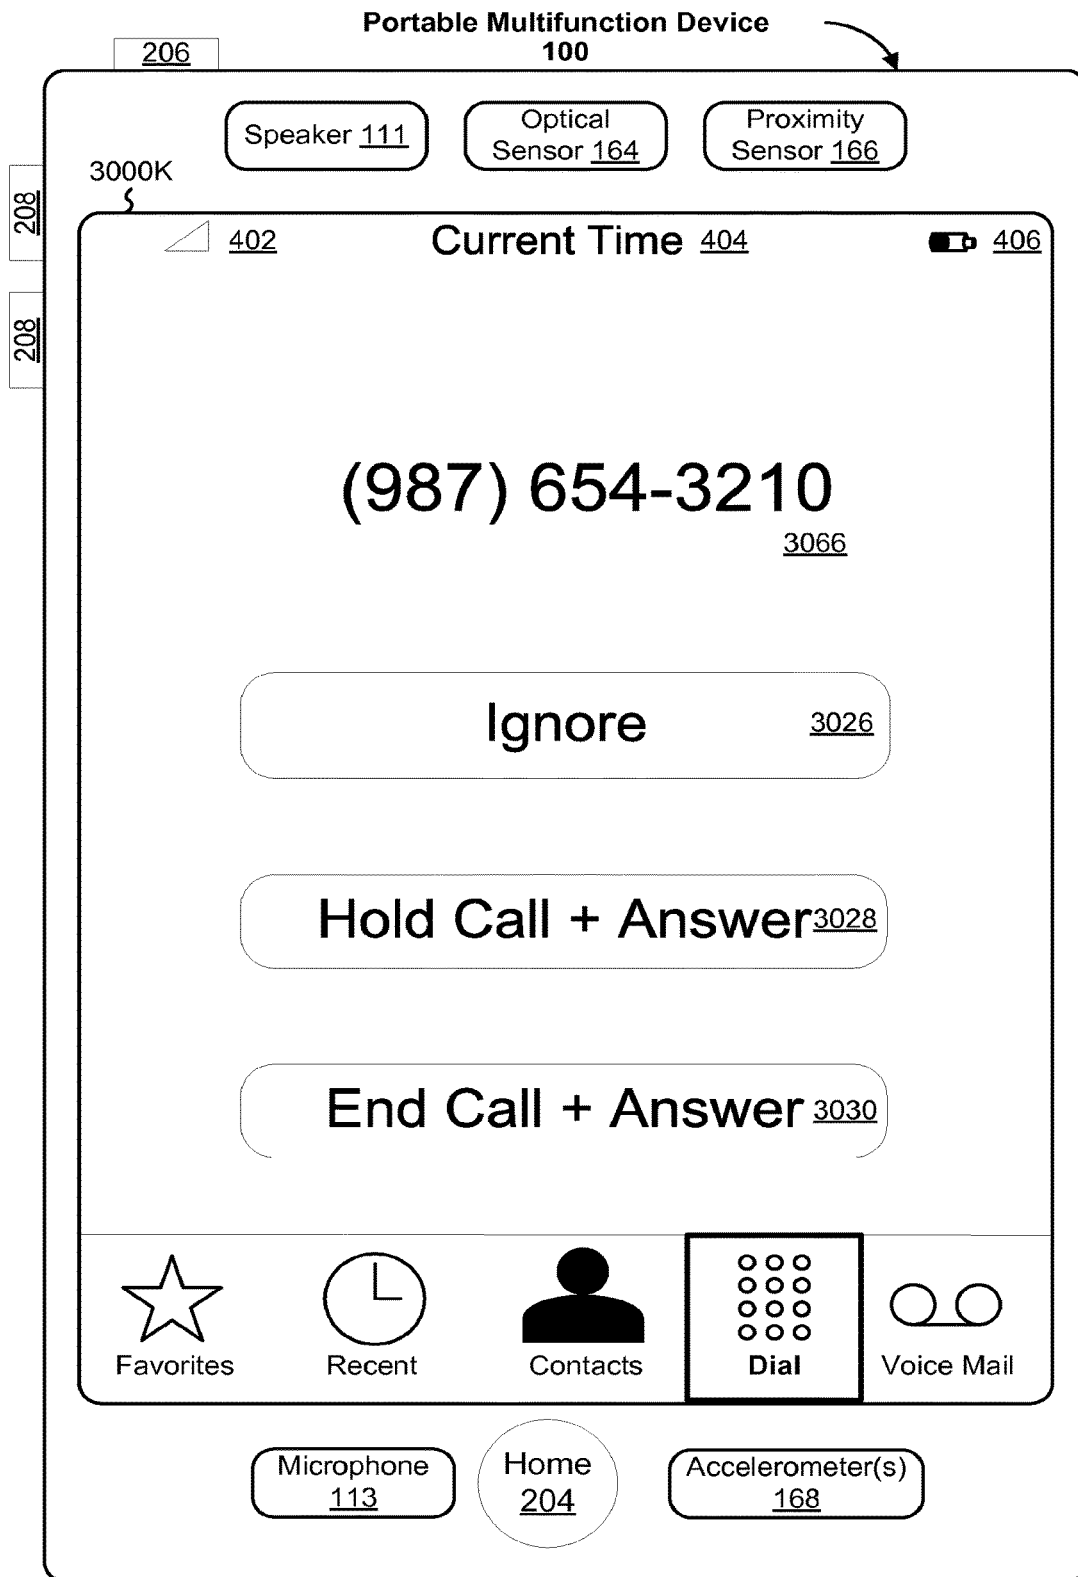 Portable Multifunction Device
100
206
Speaker 111
Optical
Sensor 164
Proximity
Sensor 166
3000K
208
208
402
Current Time 404
406
(987) 654-3210
3066
Ignore 3026
Hold Call + Answer 3028
End Call + Answer 3030
Favorites
Recent
Contacts
Dial
Voice Mail
Microphone
113
Home
204
Accelerometer(s)
168